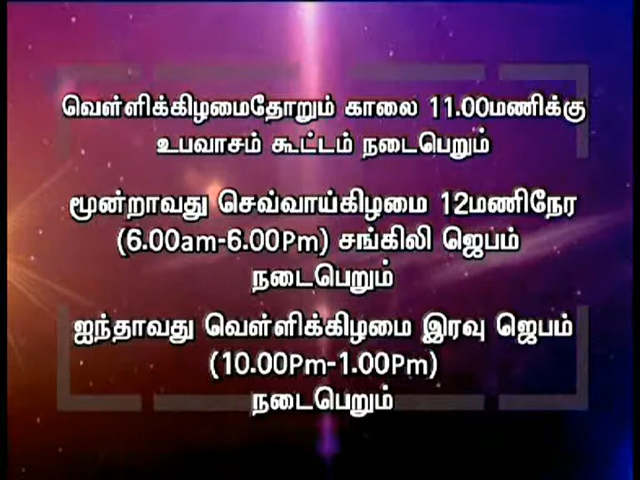 வெள்ளிக்கிழமைதோறும் காலை 11.00மணிக்கு
உபவாசம் கூட்டம் நடைபெறும்
மூன்றாவது செவ்வாய்கிழமை 12மணிநேர
(6.00am-6.00Pm) சங்கிலி ஜெபம்
நடைபெறும்
ஐந்தாவது வெள்ளிக்கிழமை இரவு ஜெபம்
(10.00Pm-1.00Pm)
நடைபெறும்